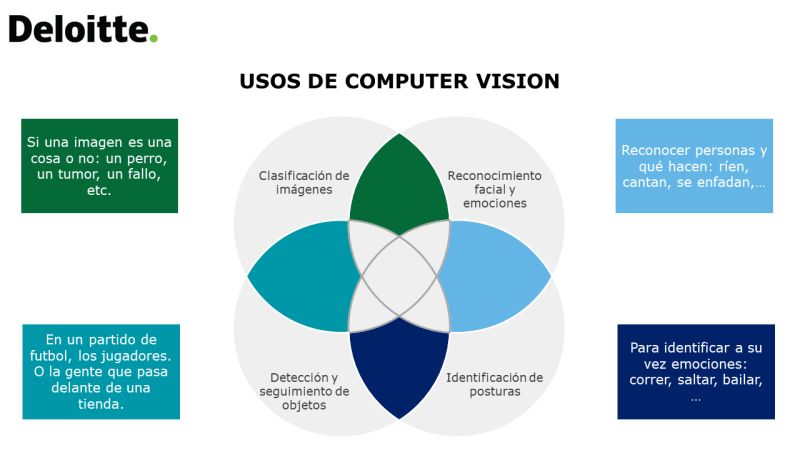 Deloitte.
USOS DE COMPUTER VISION
Si una imagen es una
cosa o no: un perro,
un tumor, un fallo,
etc.
Clasificación de
imágenes
Reconocimiento
facial y
emociones
Reconocer personas y
qué hacen: ríen,
cantan, se enfadan,...
En un partido de
futbol, los jugadores.
O la gente que pasa
delante de una
tienda.
Detección y
seguimiento de
objetos
Identificación de
posturas
Para identificar a su
vez emociones:
correr, saltar, bailar,
...